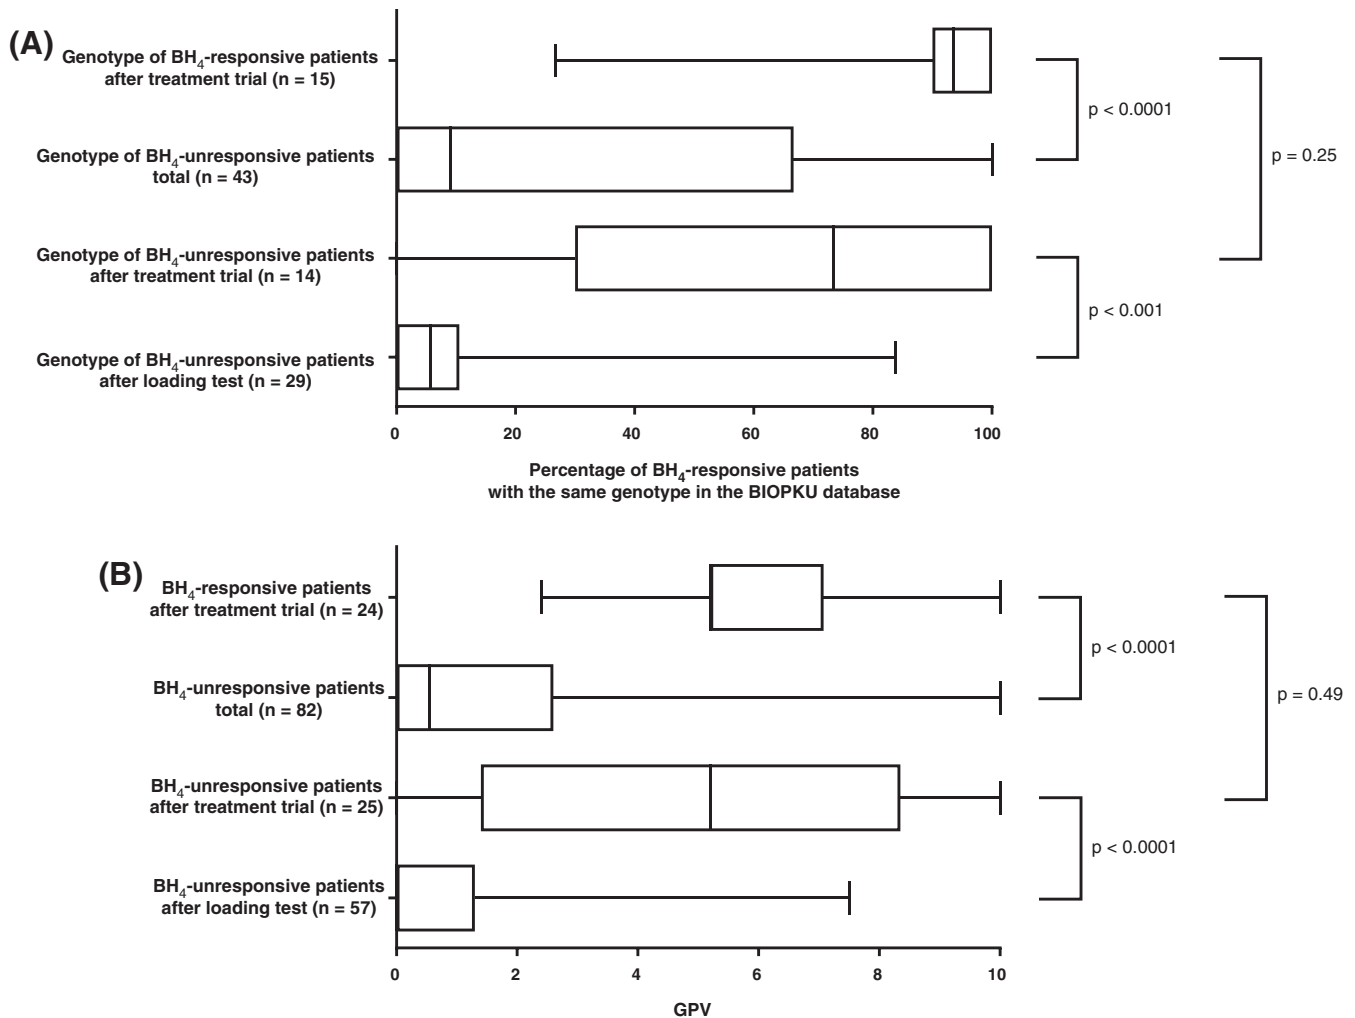 (A)
Genotype of BH4-responsive patients
after treatment trial (n = 15)
p < 0.0001
Genotype of BH4-unresponsive patients
total (n = 43)
p = 0.25
Genotype of BH4-unresponsive patients
after treatment trial (n = 14)
p < 0.001
Genotype of BH4-unresponsive patients
after loading test (n = 29)
0 20 40 60 80 100
Percentage of BH4-responsive patients
with the same genotype in the BIOPKU database
(B)
BH4-responsive patients
after treatment trial (n = 24)
p < 0.0001
BH4-unresponsive patients
total (n = 82)
p = 0.49
BH4-unresponsive patients
after treatment trial (n = 25)
p < 0.0001
BH4-unresponsive patients
after loading test (n = 57)
0 2 4 6 8 10
GPV